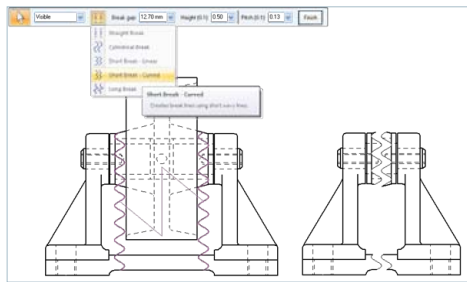 Visible Break gap: 12,70 mm Height (0-1): 0.50 Pitch (0-1): 0.13 Finish
Straight Break
Cylindrical Break
Short Break - Linear
Short Break - Curved
Long Break
Short Break - Curved
Creates break lines using short curvy lines.